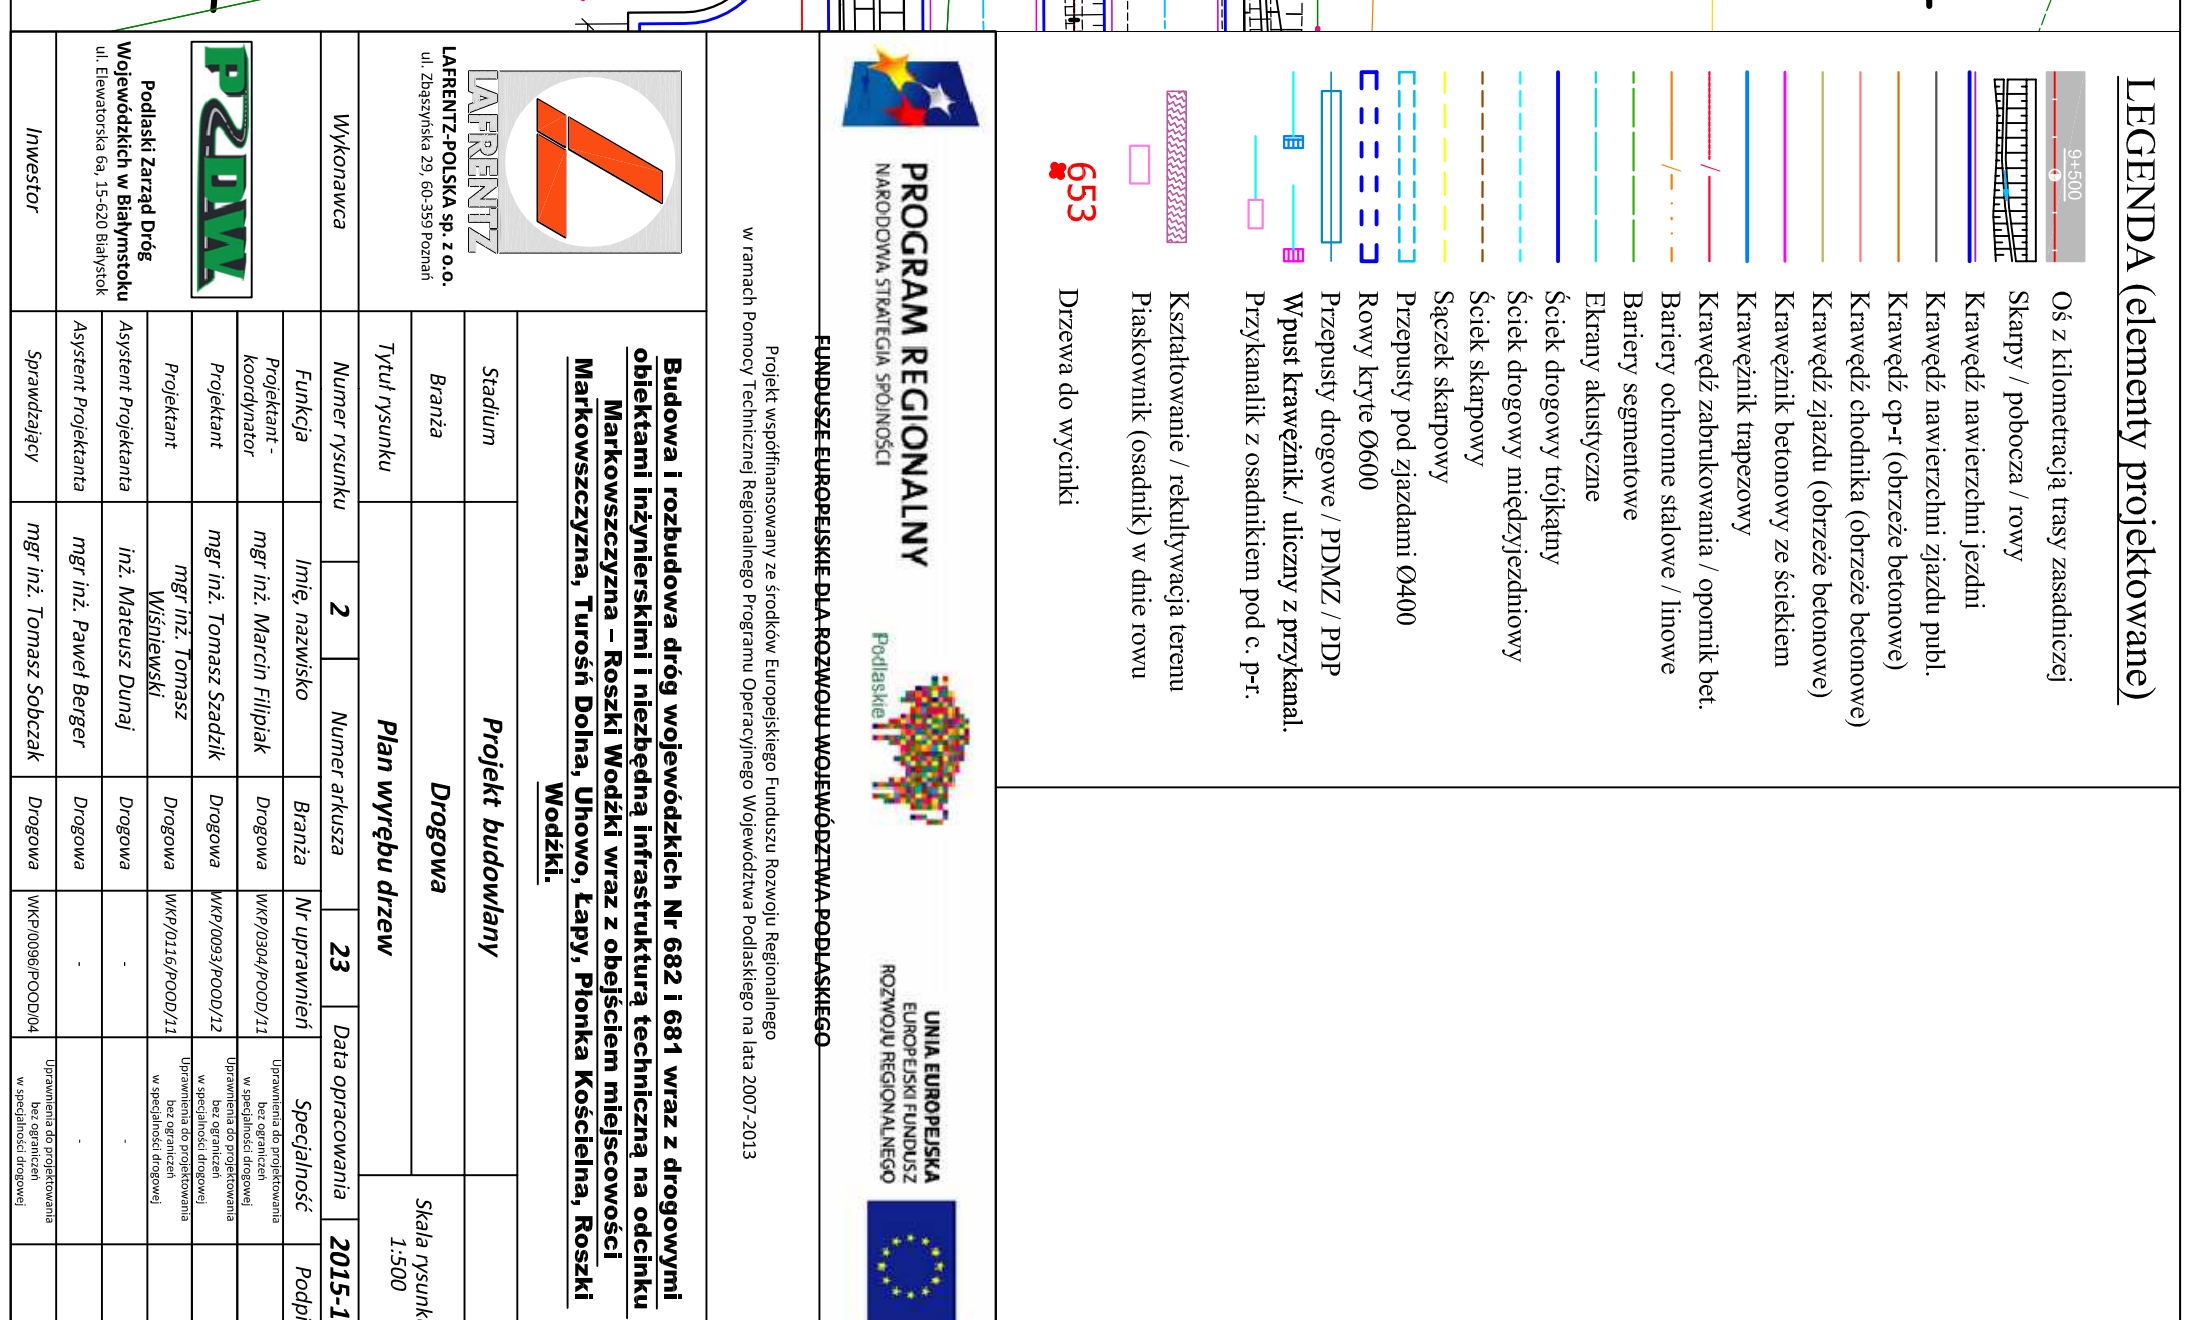 LEGENDA (elementy projektowane)
9+500
Oś z kilometracją trasy zasadniczej
Skarpy / pobocza / rowy
Krawędź nawierzchni jezdni
Krawędź nawierzchni zjazdu publ.
Krawędź cp-r (obrzeże betonowe)
Krawędź chodnika (obrzeże betonowe)
Krawędź zjazdu (obrzeże betonowe)
Krawężnik betonowy ze ściekiem
Krawężnik trapezowy
Krawędź zabrukowania / opornik bet.
Bariery ochronne stalowe / linowe
Bariery segmentowe
Ekrany akustyczne
Ściek drogowy trójkątny
Ściek drogowy międzyjezdniowy
Ściek skarpowy
Sączek skarpowy
Przepusty pod zjazdami Ø400
Rowy kryte Ø600
Przepusty drogowe / PDMZ / PDP
Wpust krawężnik./ uliczny z przykanal.
Przykanalik z osadnikiem pod c. p-r.
Kształtowanie / rekultywacja terenu
Piaskownik (osadnik) w dnie rowu
653
Drzewa do wycinki
PROGRAM REGIONALNY
NARODOWA STRATEGIA SPÓJNOŚCI
Podlaskie
UNIA EUROPEJSKA
EUROPEJSKI FUNDUSZ
ROZWOJU REGIONALNEGO
FUNDUSZE EUROPEJSKIE DLA ROZWOJU WOJEWÓDZTWA PODLASKIEGO
Projekt współfinansowany ze środków Europejskiego Funduszu Rozwoju Regionalnego
w ramach Pomocy Technicznej Regionalnego Programu Operacyjnego Województwa Podlaskiego na lata 2007-2013
LAFRENTZ
LAFRENTZ-POLSKA sp. z o.o.
ul. Zbąszyńska 29, 60-359 Poznań
Wykonawca
Budowa i rozbudowa dróg wojewódzkich Nr 682 i 681 wraz z drogowymi
obiektami inżynierskimi i niezbędną infrastrukturą techniczną na odcinku
Markowszczyzna – Roszki Wodźki wraz z obejściem miejscowości
Markowszczyzna, Turośń Dolna, Uhowo, Łapy, Płonka Kościelna, Roszki
Wodźki.
Stadium
Projekt budowlany
Branża
Drogowa
Skala rysunk
1:500
Tytuł rysunku
Plan wyrębu drzew
Numer rysunku
2
Numer arkusza
23
Data opracowania
2015-1
PZDW
Podlaski Zarząd Dróg
Wojewódzkich w Białymstoku
ul. Elewatorska 6a, 15-620 Białystok
Inwestor
Funkcja
Imię, nazwisko
Branża
Nr uprawnień
Specjalność
Podpi
Projektant -
koordynator
mgr inż. Marcin Filipiak
Drogowa
WKP/0304/POOD/11
Uprawnienia do projektowania
bez ograniczeń
w specjalności drogowej
Projektant
mgr inż. Tomasz Szadzik
Drogowa
WKP/0093/POOD/12
Uprawnienia do projektowania
bez ograniczeń
w specjalności drogowej
Projektant
mgr inż. Tomasz
Wiśniewski
Drogowa
WKP/0116/POOD/11
Uprawnienia do projektowania
bez ograniczeń
w specjalności drogowej
Asystent Projektanta
inż. Mateusz Dunaj
Drogowa
-
-
Asystent Projektanta
mgr inż. Paweł Berger
Drogowa
-
-
Sprawdzający
mgr inż. Tomasz Sobczak
Drogowa
WKP/0096/POOD/04
Uprawnienia do projektowania
bez ograniczeń
w specjalności drogowej